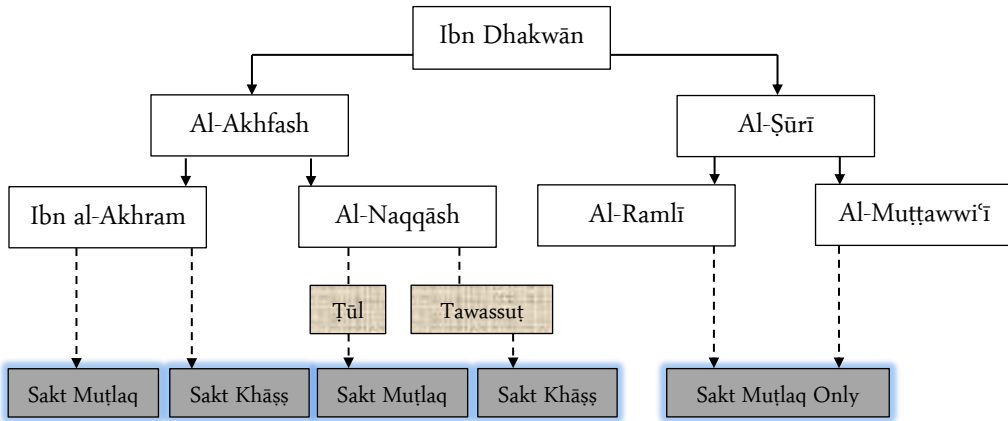 Ibn Dhakwān
Al-Akhfash
Al-Ṣūrī
Ibn al-Akhram
Al-Naqqāsh
Al-Ramlī
Al-Muṭṭawwiʿī
Ṭūl
Tawassuṭ
Sakt Muṭlaq
Sakt Khāṣṣ
Sakt Muṭlaq
Sakt Khāṣṣ
Sakt Muṭlaq Only